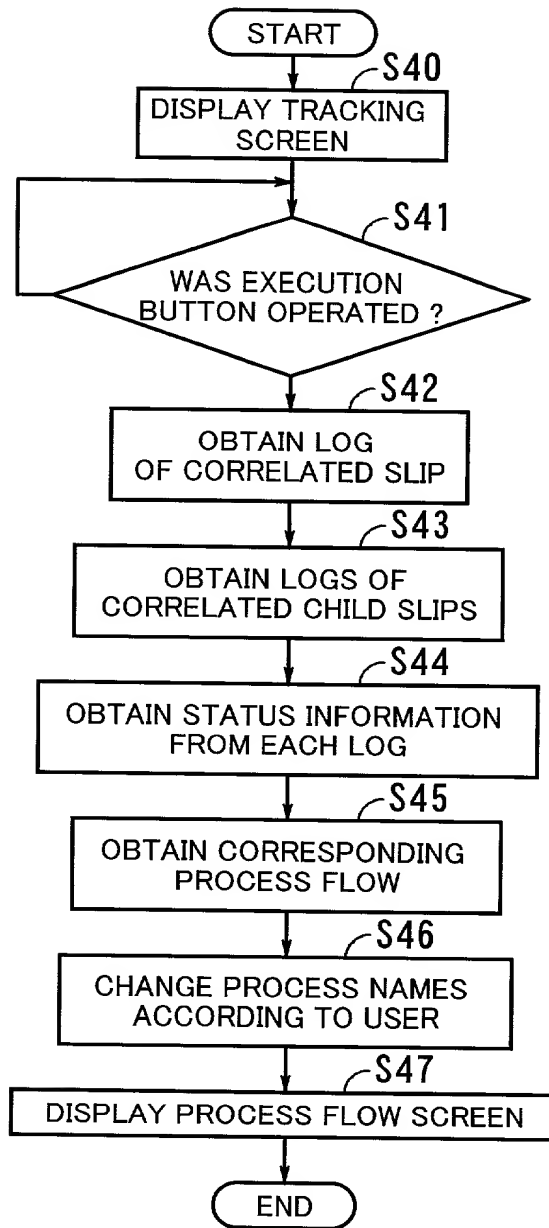 START
S40
DISPLAY TRACKING
SCREEN
S41
WAS EXECUTION
BUTTON OPERATED ?
S42
OBTAIN LOG
OF CORRELATED SLIP
S43
OBTAIN LOGS OF
CORRELATED CHILD SLIPS
S44
OBTAIN STATUS INFORMATION
FROM EACH LOG
S45
OBTAIN CORRESPONDING
PROCESS FLOW
S46
CHANGE PROCESS NAMES
ACCORDING TO USER
S47
DISPLAY PROCESS FLOW SCREEN
END